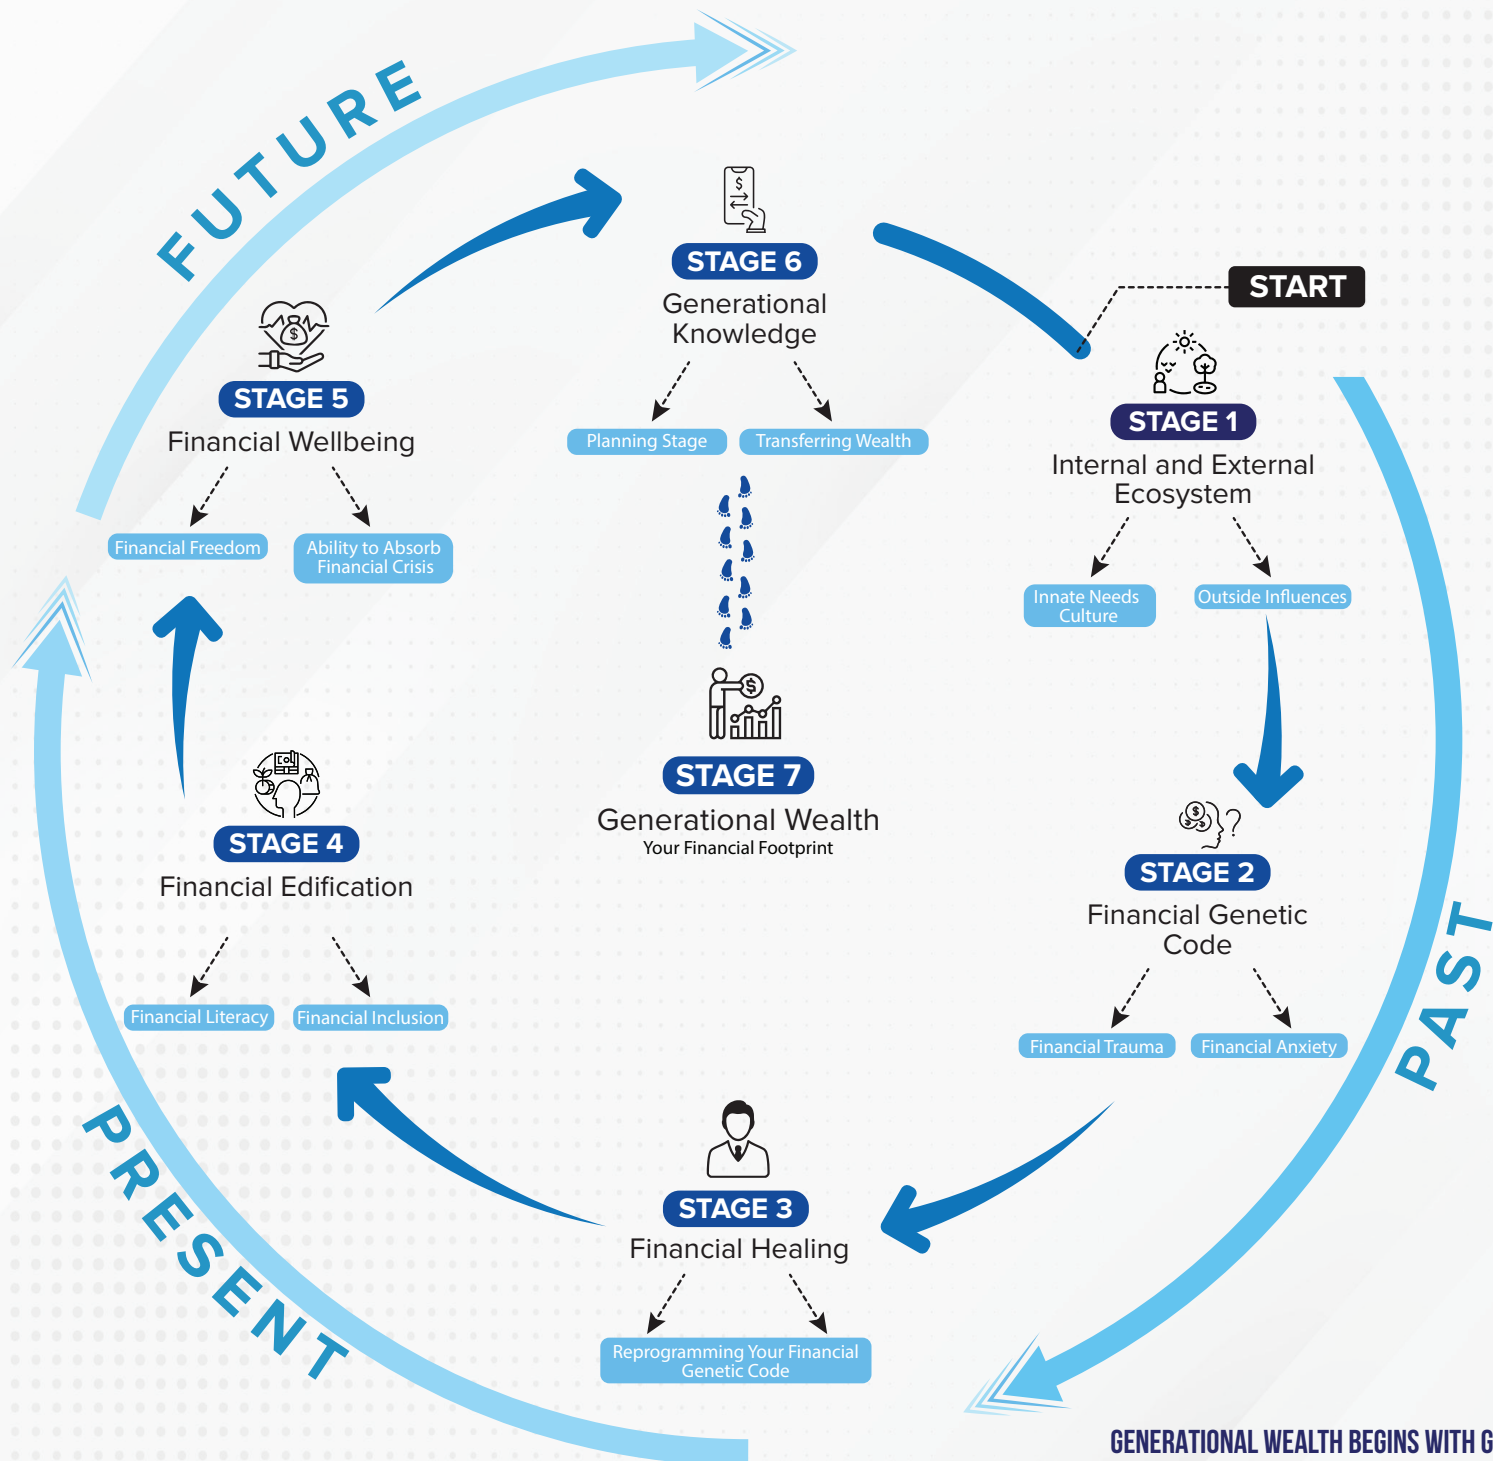 FUTURE
START
STAGE 1
Internal and External
Ecosystem
Innate Needs
Culture
Outside Influences
PAST
STAGE 2
Financial Genetic
Code
Financial Trauma
Financial Anxiety
STAGE 3
Financial Healing
Reprogramming Your Financial
Genetic Code
PRESENT
STAGE 4
Financial Edification
Financial Literacy
Financial Inclusion
STAGE 5
Financial Wellbeing
Financial Freedom
Ability to Absorb
Financial Crisis
STAGE 6
Generational
Knowledge
Planning Stage
Transferring Wealth
$
STAGE 7
Generational Wealth
Your Financial Footprint
GENERATIONAL WEALTH BEGINS WITH G